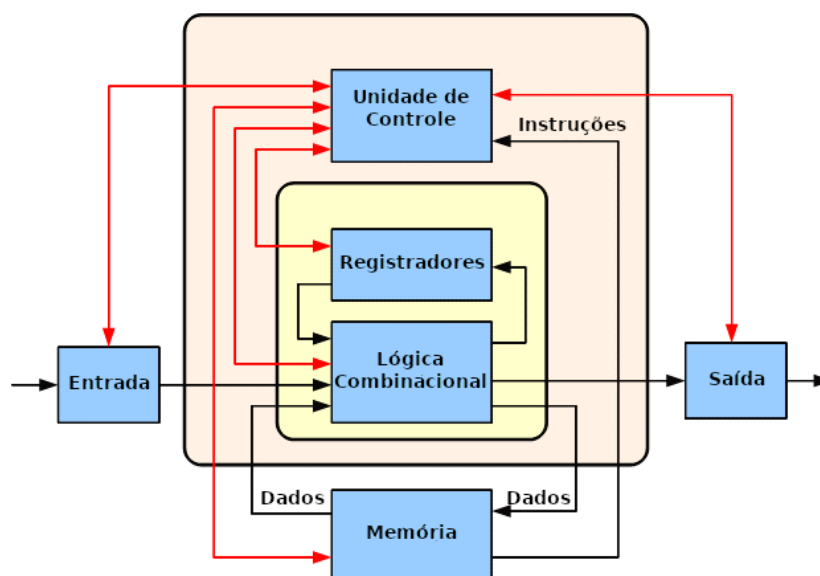 Unidade de
Controle
Instruções
Registradores
Entrada
Lógica
Combinacional
Saída
Dados
Dados
Memória